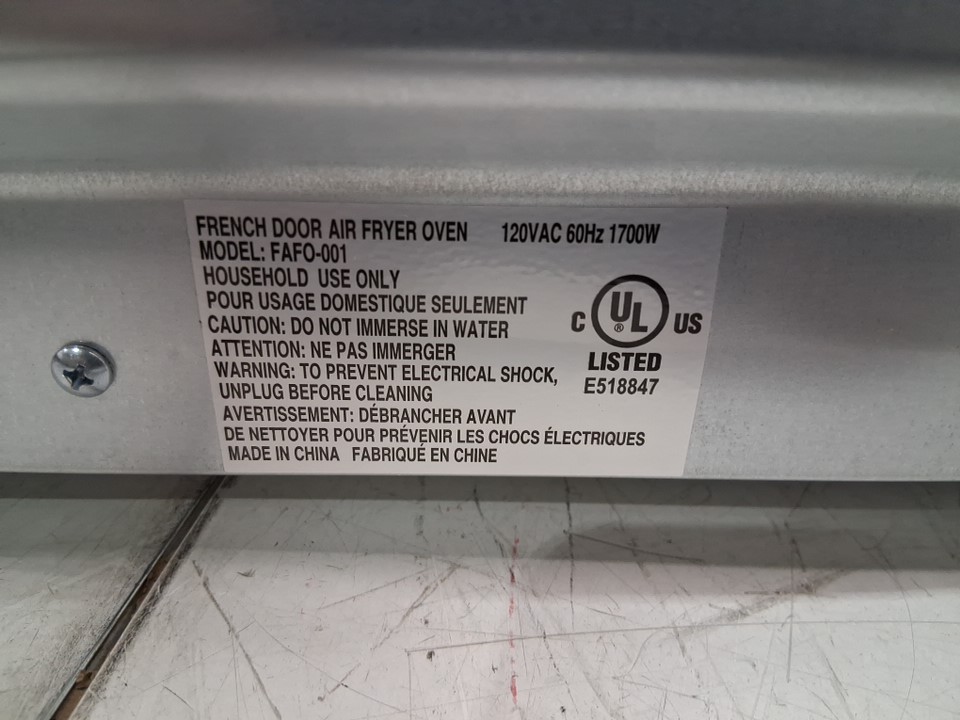 FRENCH DOOR AIR FRYER OVEN 120VAC 60Hz 1700W
MODEL: FAFO-001
HOUSEHOLD USE ONLY
POUR USAGE DOMESTIQUE SEULEMENT
CAUTION: DO NOT IMMERSE IN WATER
ATTENTION: NE PAS IMMERGER
WARNING: TO PREVENT ELECTRICAL SHOCK,
UNPLUG BEFORE CLEANING
AVERTISSEMENT: DÉBRANCHER AVANT
DE NETTOYER POUR PRÉVENIR LES CHOCS ÉLECTRIQUES
MADE IN CHINA FABRIQUÉ EN CHINE
C UL ® US
LISTED
E518847